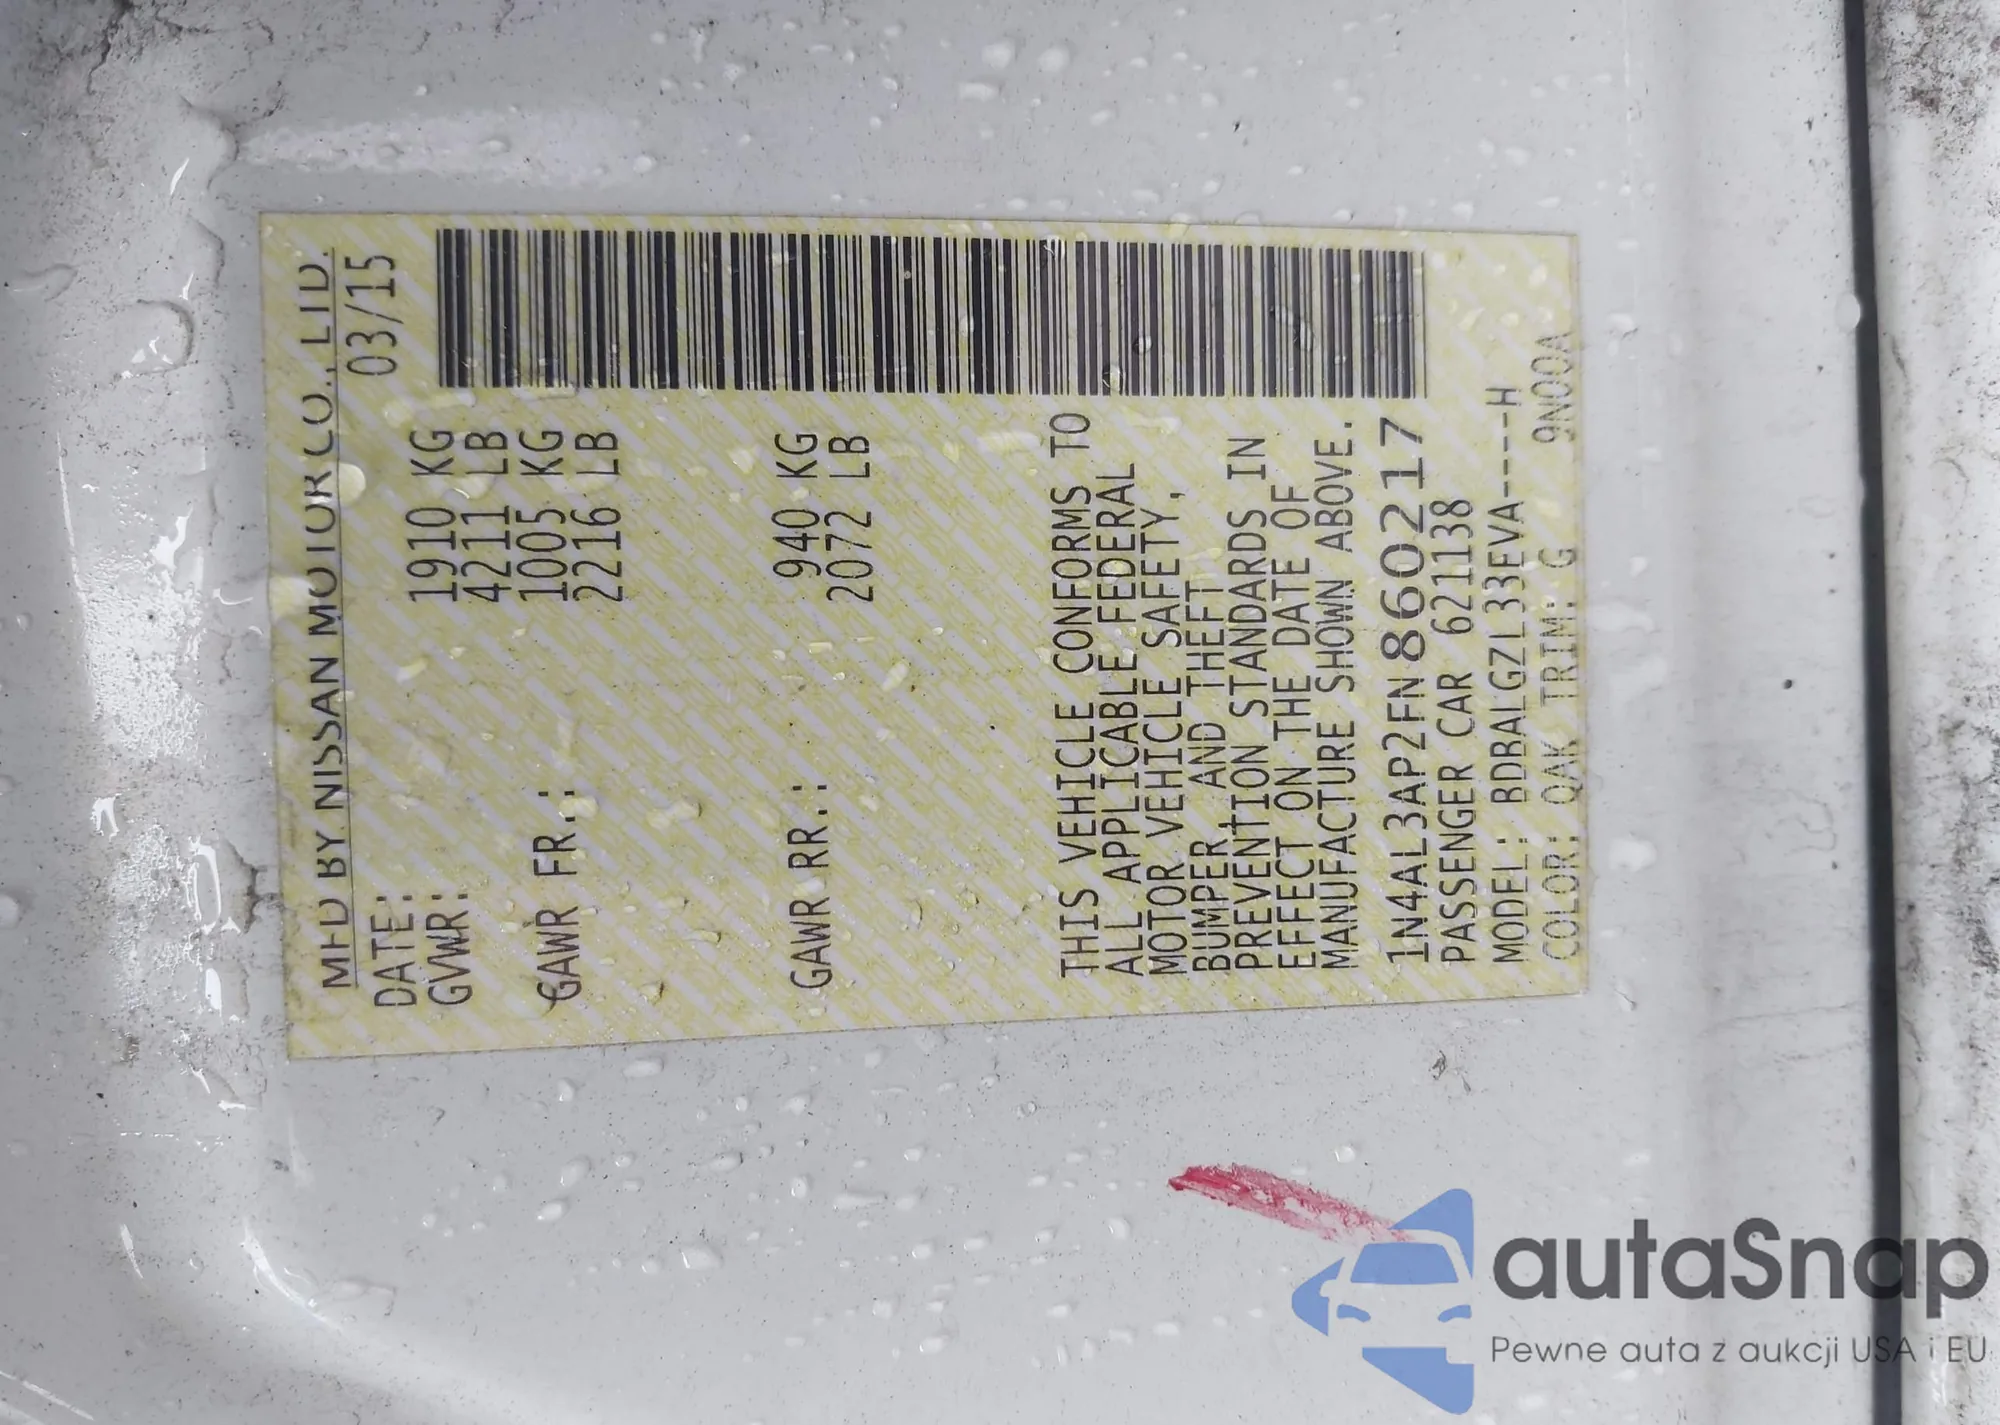 MFD BY NISSAN MOTOR CO., LTD.
DATE: 03/15
GVWR: 1910 KG
4211 LB
GAWR FR.: 1005 KG
2216 LB
GAWR RR.: 940 KG
2072 LB
THIS VEHICLE CONFORMS TO
ALL APPLICABLE FEDERAL
MOTOR VEHICLE SAFETY,
BUMPER, AND THEFT
PREVENTION STANDARDS IN
EFFECT ON THE DATE OF
MANUFACTURE SHOWN ABOVE.
1N4AL3AP2FN860217
PASSENGER CAR 621138
MODEL: BDBALGZL33EVA----H
COLOR: QAK TRIM: G 9N00A
autaSnap
Pewne auta z aukcji USA i EU